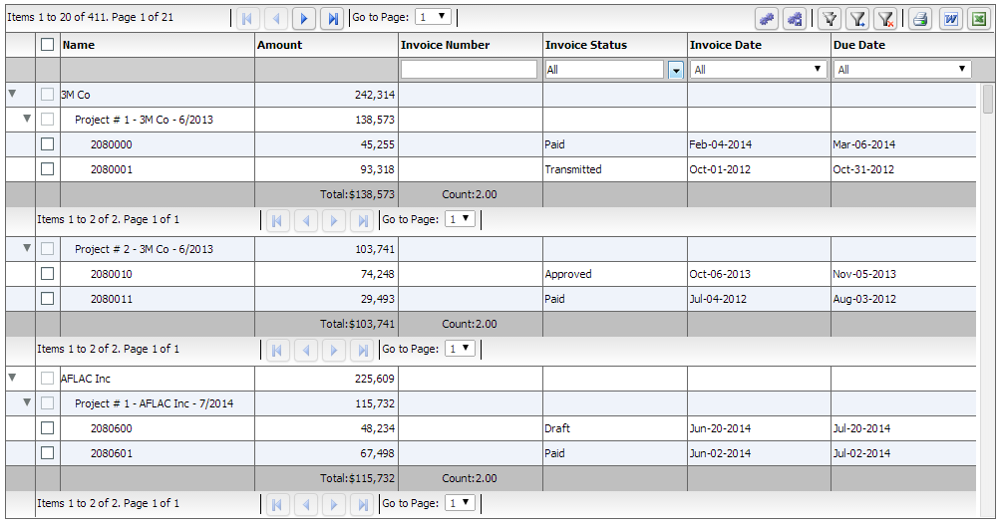 Items 1 to 20 of 411. Page 1 of 21 Go to Page: 1
Name Amount Invoice Number Invoice Status Invoice Date Due Date
All All All
3M Co 242,314
Project # 1 - 3M Co - 6/2013 138,573
2080000 45,255 Paid Feb-04-2014 Mar-06-2014
2080001 93,318 Transmitted Oct-01-2012 Oct-31-2012
Total:$138,573 Count:2.00
Items 1 to 2 of 2. Page 1 of 1 Go to Page: 1
Project # 2 - 3M Co - 6/2013 103,741
2080010 74,248 Approved Oct-06-2013 Nov-05-2013
2080011 29,493 Paid Jul-04-2012 Aug-03-2012
Total:$103,741 Count:2.00
Items 1 to 2 of 2. Page 1 of 1 Go to Page: 1
AFLAC Inc 225,609
Project # 1 - AFLAC Inc - 7/2014 115,732
2080600 48,234 Draft Jun-20-2014 Jul-20-2014
2080601 67,498 Paid Jun-02-2014 Jul-02-2014
Total:$115,732 Count:2.00
Items 1 to 2 of 2. Page 1 of 1 Go to Page: 1